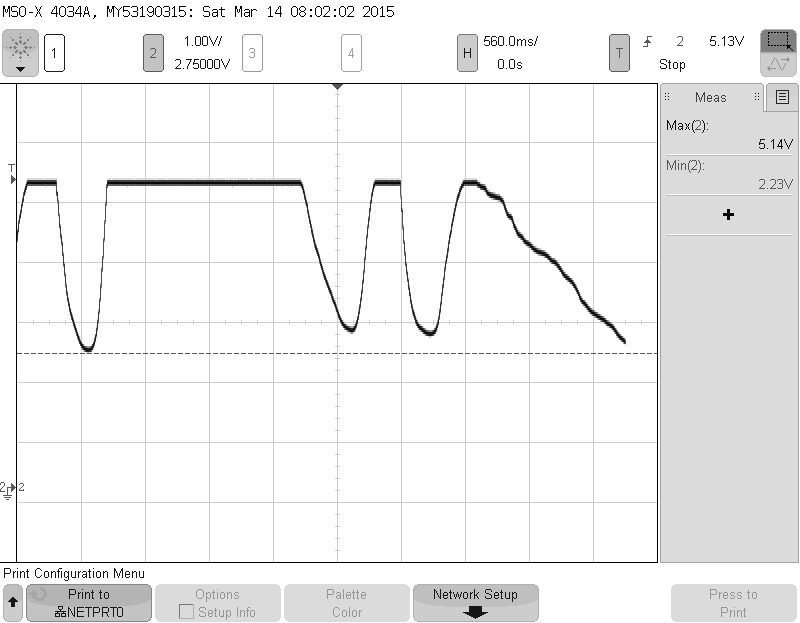 MSO-X 4034A, MY53190315: Sat Mar 14 08:02:02 2015
1
2
1.00V/
2.75000V
3
4
H
560.0ms/
0.0s
T
2
5.13V
Stop
Meas
Max(2):
5.14V
Min(2):
2.23V
+
T
2
2
Print Configuration Menu
Print to
NETPRT0
Options
Setup Info
Palette
Color
Network Setup
Press to
Print